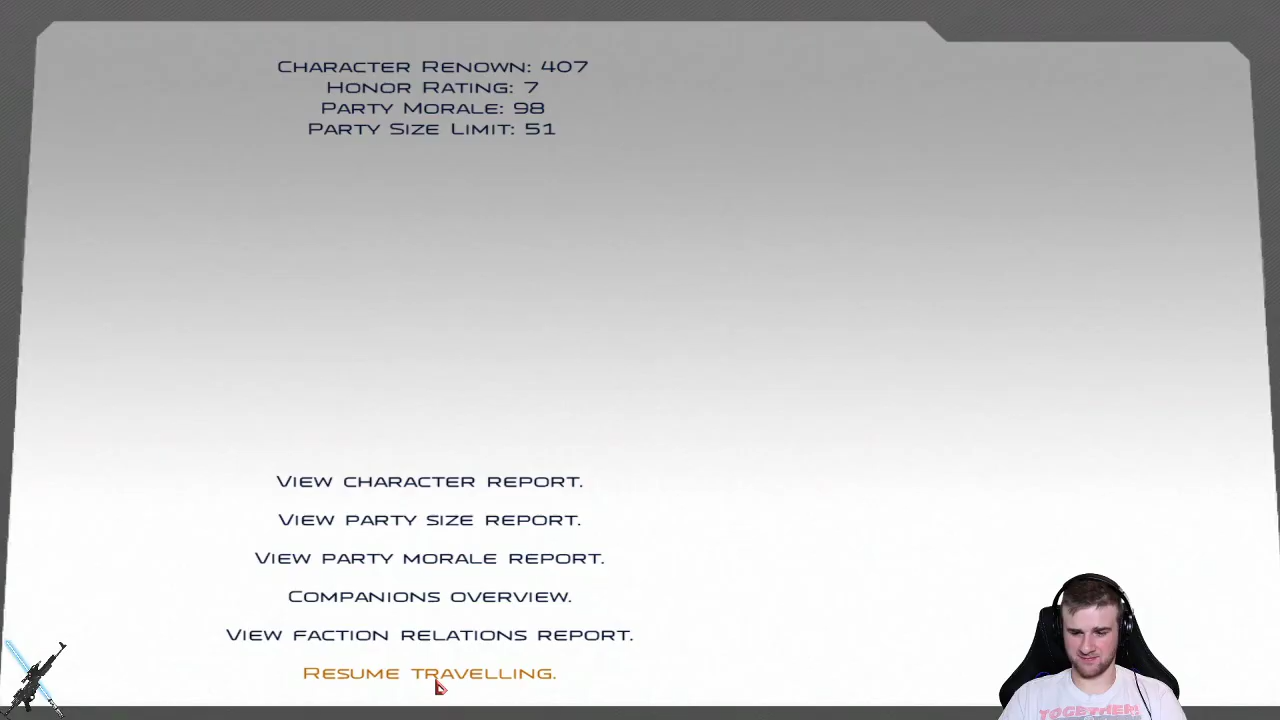 Character Renown: 407
Honor Rating: 7
Party Morale: 98
Party Size Limit: 51
View character report.
View party size report.
View party morale report.
Companions overview.
View faction relations report.
Resume travelling.
TOGETHER!